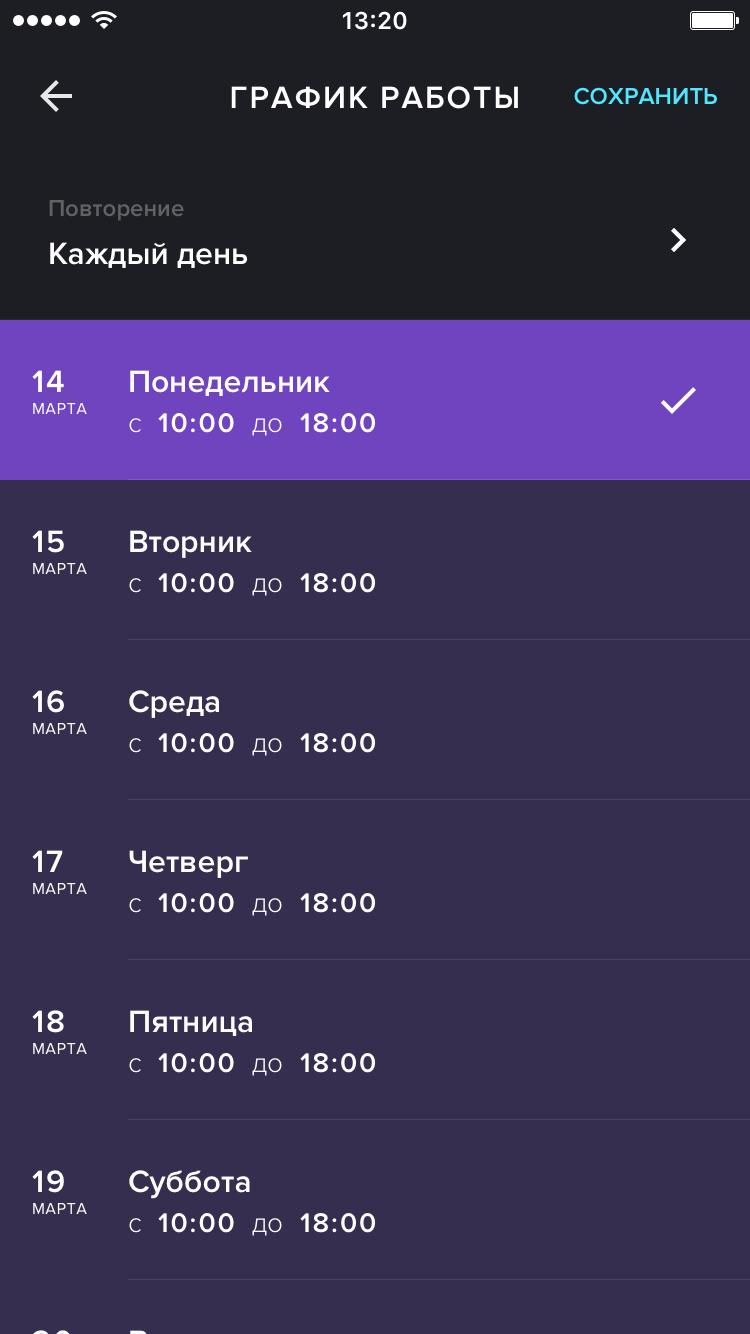 13:20
ГРАФИК РАБОТЫ
СОХРАНИТЬ
Повторение
Каждый день
14
МАРТА
Понедельник
С 10:00 ДО 18:00
15
МАРТА
Вторник
С 10:00 ДО 18:00
16
МАРТА
Среда
С 10:00 ДО 18:00
17
МАРТА
Четверг
С 10:00 ДО 18:00
18
МАРТА
Пятница
С 10:00 ДО 18:00
19
МАРТА
Суббота
С 10:00 ДО 18:00